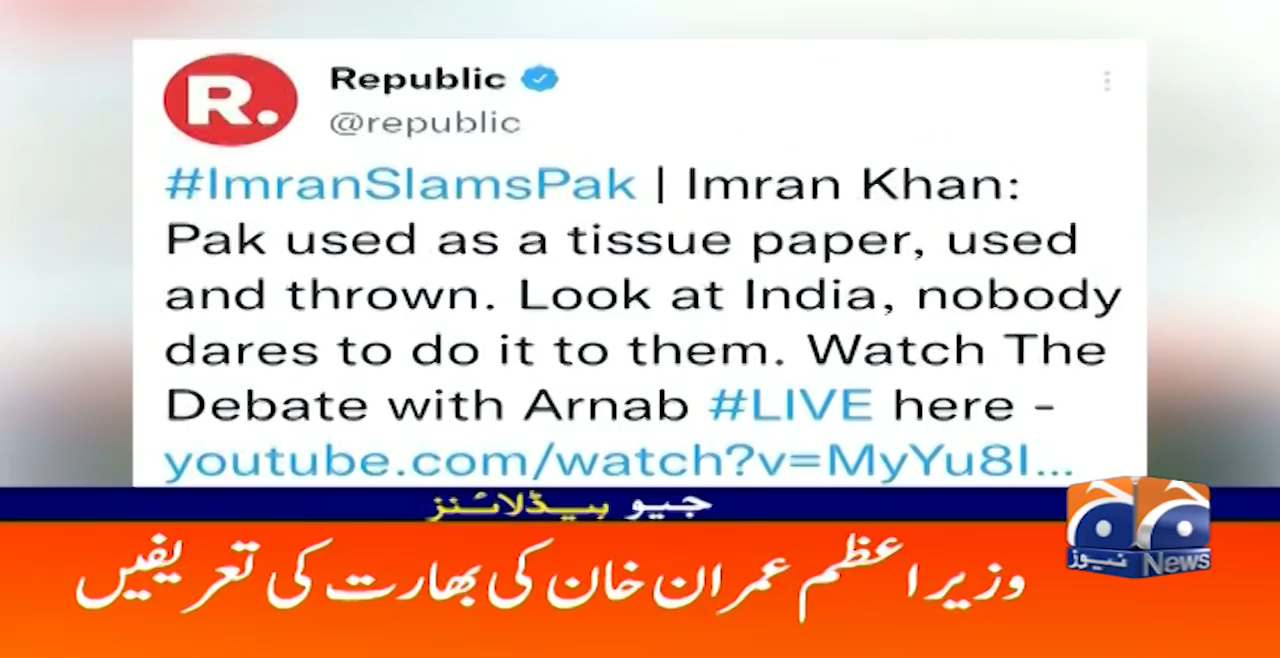 R.
Republic
@republic
#ImranSlamsPak | Imran Khan:
Pak used as a tissue paper, used
and thrown. Look at India, nobody
dares to do it to them. Watch The
Debate with Arnab #LIVE here -
youtube.com/watch?v=MyYu8I...
جیو ہیڈلائنز
جیو نیوز News
وزیراعظم عمران خان کی بھارت کی تعریفیں